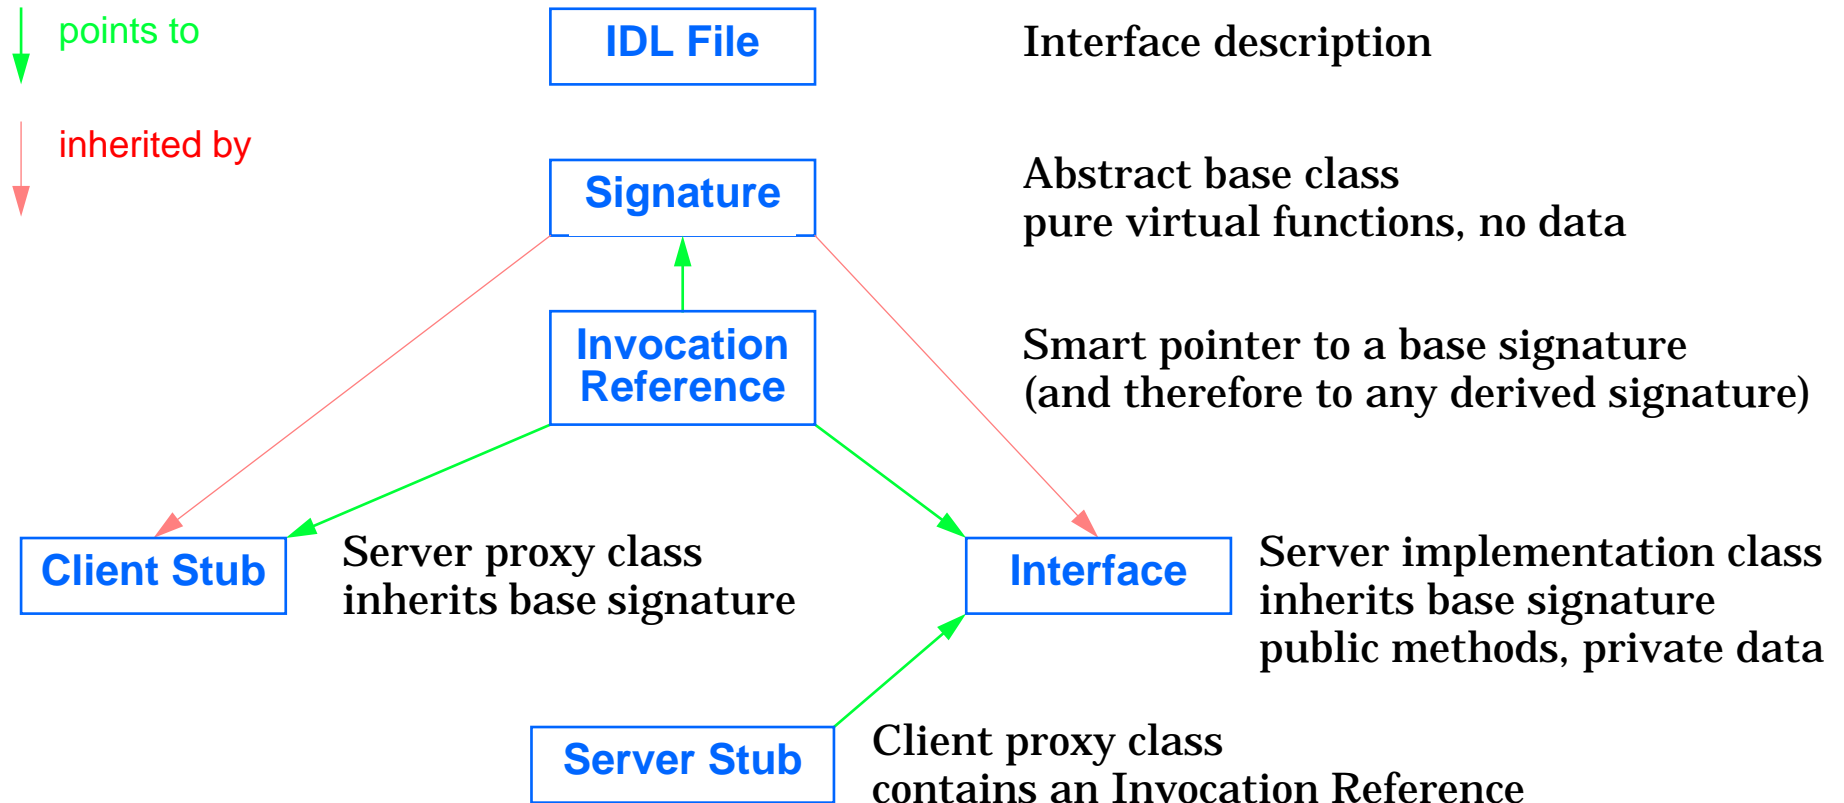 points to
IDL File
Interface description
inherited by
Signature
Abstract base class
pure virtual functions, no data
Invocation
Reference
Smart pointer to a base signature
(and therefore to any derived signature)
Client Stub
Server proxy class
inherits base signature
Interface
Server implementation class
inherits base signature
public methods, private data
Server Stub
Client proxy class
contains an Invocation Reference